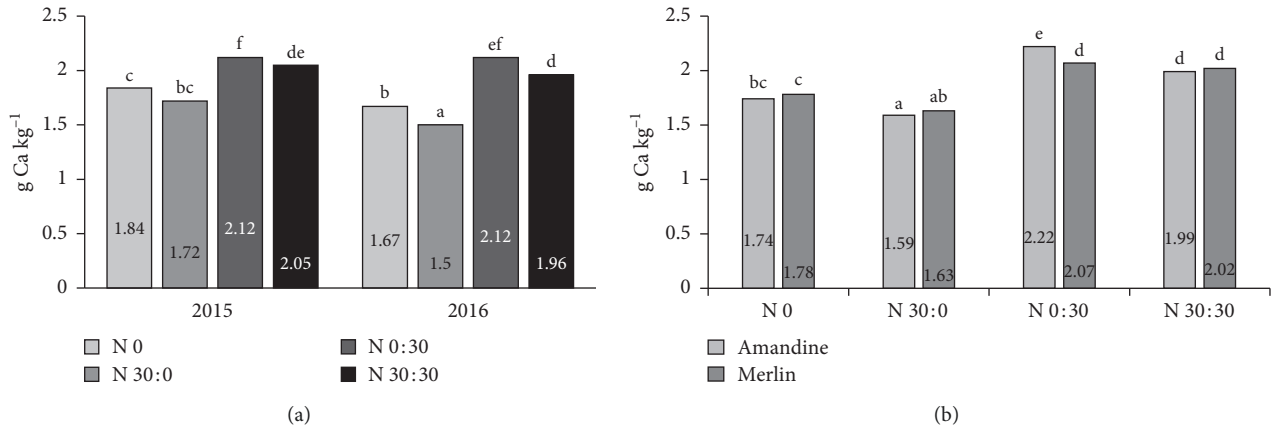 2.5
2
1.5
1
0.5
0
g Ca kg⁻¹
c
bc
f
de
b
a
ef
d
1.84
1.72
2.12
2.05
1.67
1.5
2.12
1.96
2015
2016
N 0
N 0:30
N 30:0
N 30:30
(a)
2.5
2
1.5
1
0.5
0
g Ca kg⁻¹
bc
c
a
ab
e
d
d
d
1.74
1.78
1.59
1.63
2.22
2.07
1.99
2.02
N 0
N 30:0
N 0:30
N 30:30
Amandine
Merlin
(b)